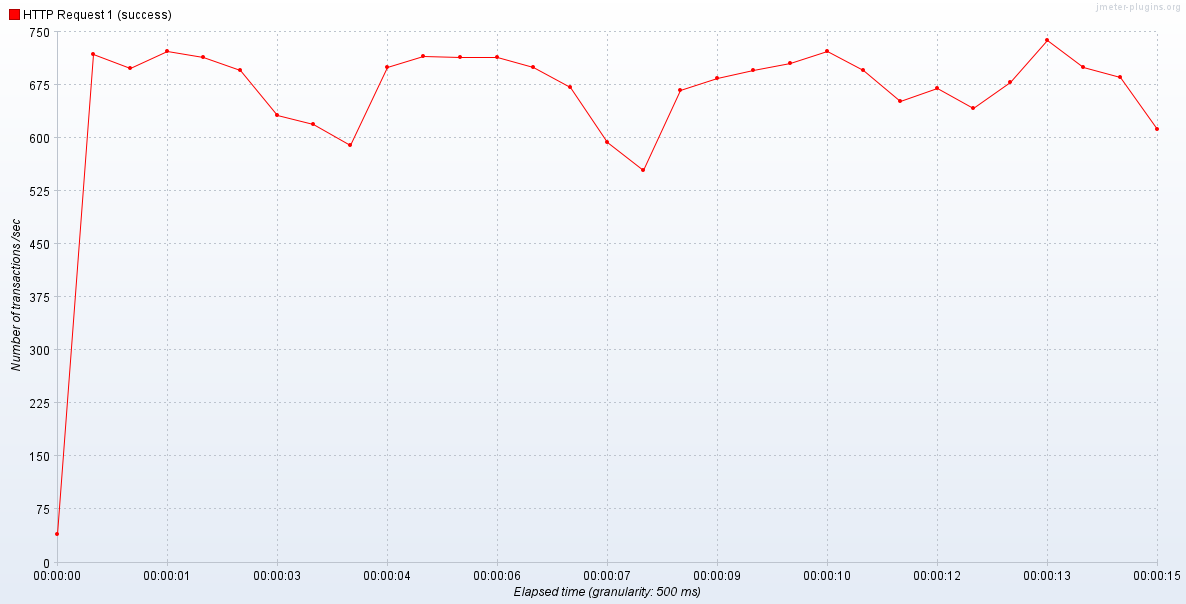 HTTP Request 1 (success)
jmeter-plugins.org
750
675
600
525
450
375
300
225
150
75
0
Number of transactions /sec
00:00:00 00:00:01 00:00:03 00:00:04 00:00:06 00:00:07 00:00:09 00:00:10 00:00:12 00:00:13 00:00:15
Elapsed time (granularity: 500 ms)